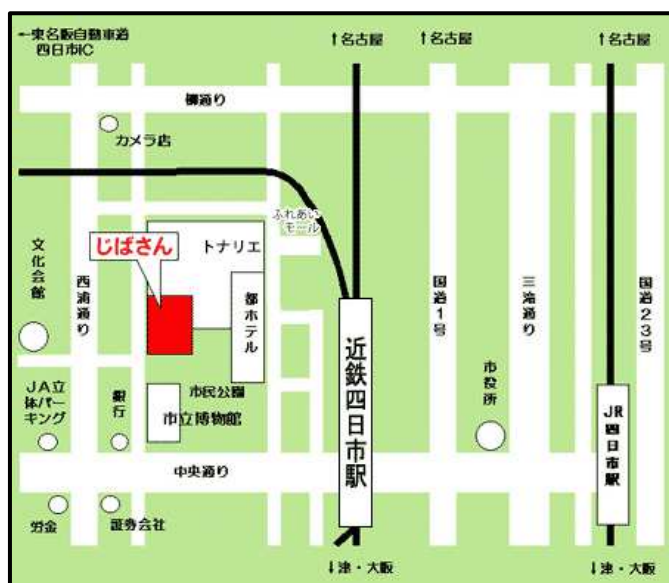 ←東名阪自動車道
四日市IC
↑名古屋
↑名古屋
↑名古屋
柳通り
カメラ店
ふれあい
モール
じばさん
トナリエ
文化会館
西浦通り
都ホテル
国道1号
三滝通り
国道23号
近鉄四日市駅
JA立
体パー
キング
銀行
市民公園
市立博物館
市役所
JR四日市駅
中央通り
労金
証券会社
↓津・大阪
↓津・大阪